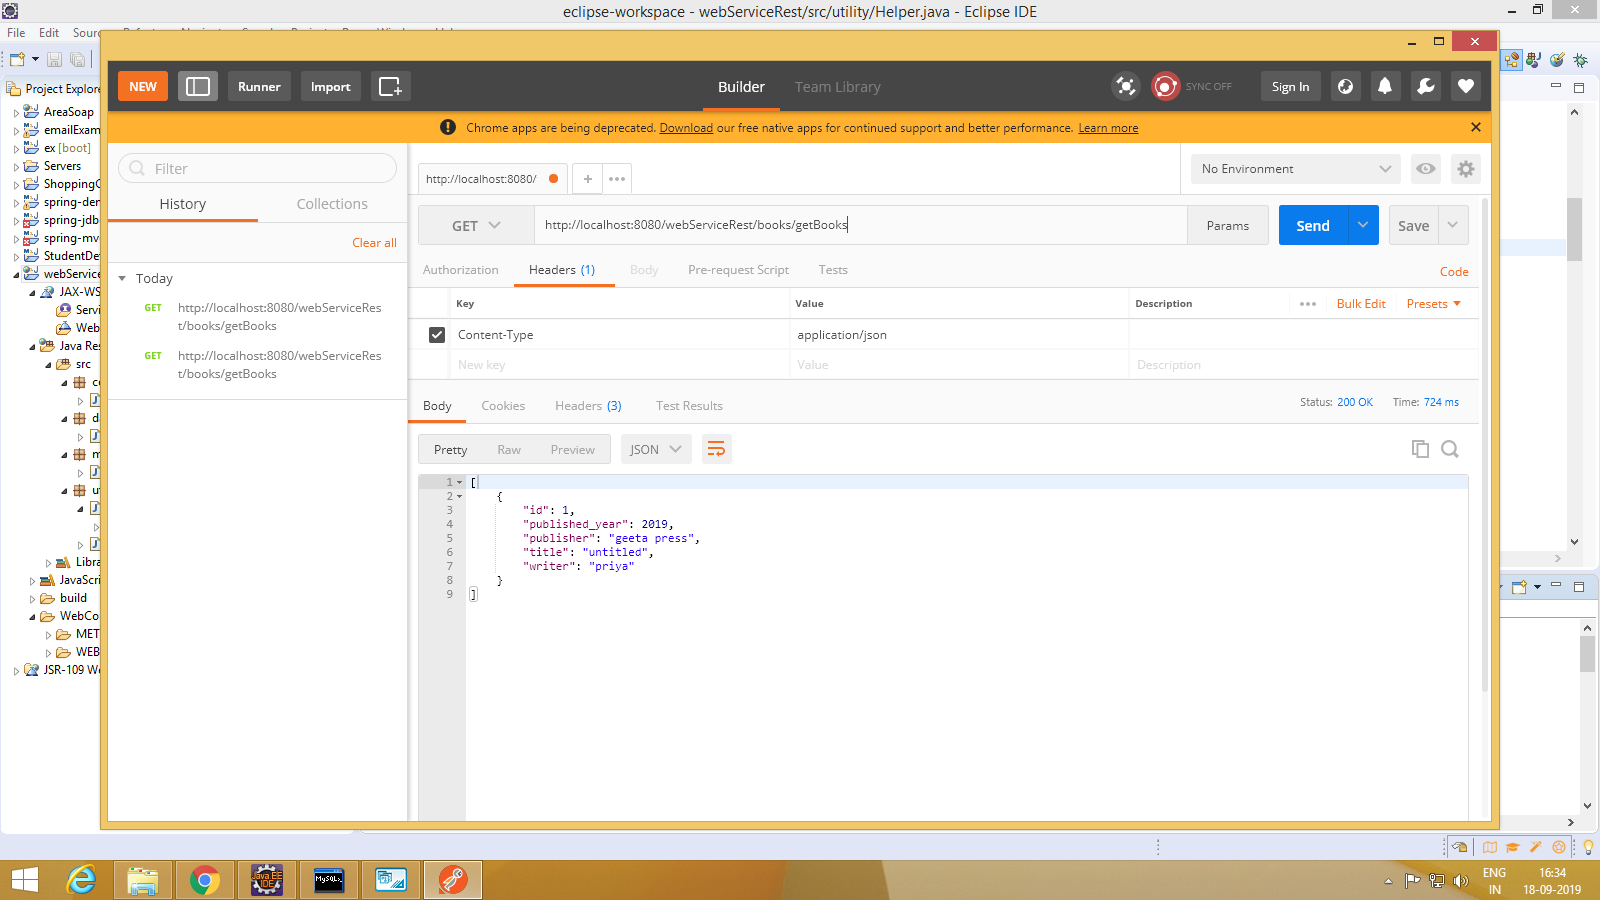 eclipse-workspace - webServiceRest/src/utility/Helper.java - Eclipse IDE
File Edit
Project Explore
AreaSoap
emailExam
ex [boot]
Servers
ShoppingC
spring-der
spring-jdb
spring-mv
StudentDe
webService
JAX-WS
Servi
Web
Java Res
src
Libra
JavaScri
build
WebCo
MET
WEB
JSR-109 W
NEW Runner Import Builder Team Library SYNC OFF Sign In
Chrome apps are being deprecated. Download our free native apps for continued support and better performance. Learn more
Filter
History Collections
Clear all
Today
GET http://localhost:8080/webServiceRes
t/books/getBooks
GET http://localhost:8080/webServiceRes
t/books/getBooks
http://localhost:8080/ + ••• No Environment
GET http://localhost:8080/webServiceRest/books/getBooks Params Send Save
Authorization Headers (1) Body Pre-request Script Tests Code
Key Value Description ••• Bulk Edit Presets
Content-Type application/json
New key Value Description
Body Cookies Headers (3) Test Results Status: 200 OK Time: 724 ms
Pretty Raw Preview JSON
1 [
2 {
3 "id": 1,
4 "published_year": 2019,
5 "publisher": "geeta press",
6 "title": "untitled",
7 "writer": "priya"
8 }
9 ]
Java EE
IDE
MySQL
ENG
IN
16:34
18-09-2019